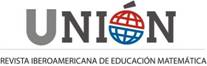 UNIÓN
REVISTA IBEROAMERICANA DE EDUCACIÓN MATEMÁTICA